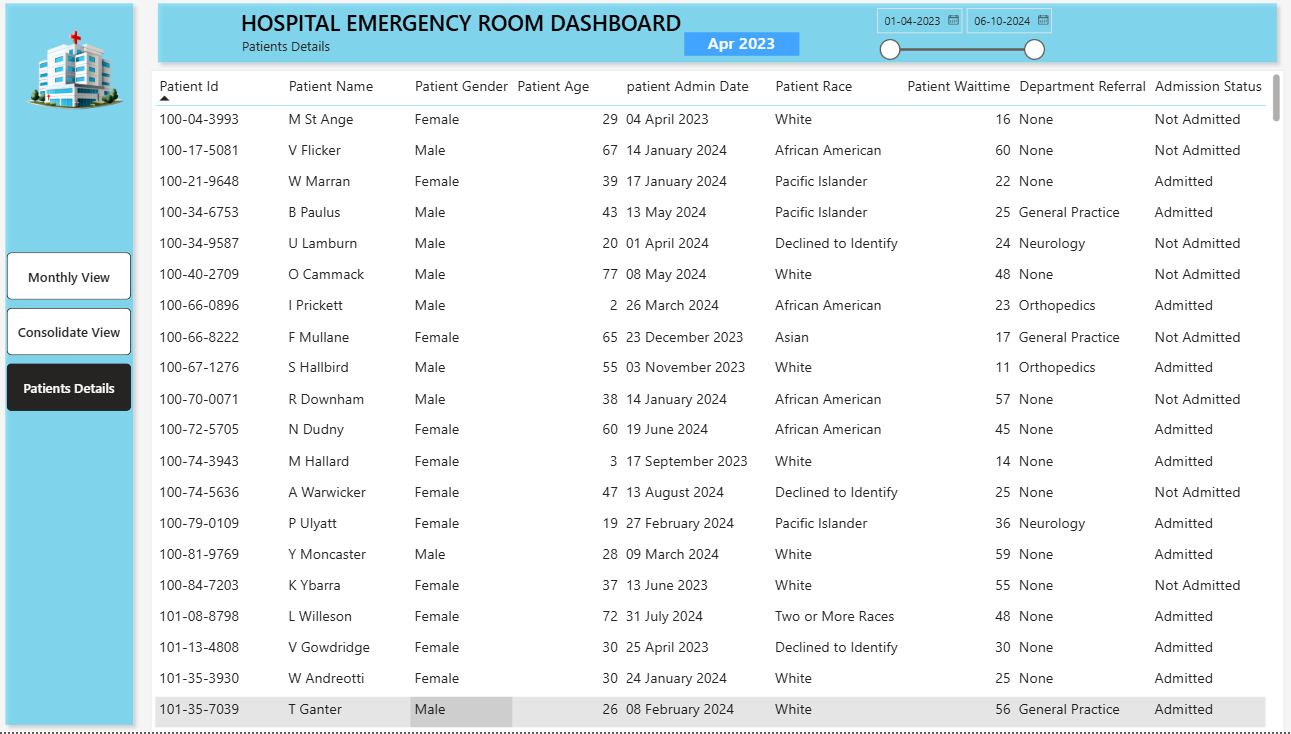 HOSPITAL EMERGENCY ROOM DASHBOARD
Patients Details
Apr 2023
01-04-2023 06-10-2024
Monthly View
Consolidate View
Patients Details
Patient Id Patient Name Patient Gender Patient Age patient Admin Date Patient Race Patient Waittime Department Referral Admission Status
100-04-3993 M St Ange Female 29 04 April 2023 White 16 None Not Admitted
100-17-5081 V Flicker Male 67 14 January 2024 African American 60 None Not Admitted
100-21-9648 W Marran Female 39 17 January 2024 Pacific Islander 22 None Admitted
100-34-6753 B Paulus Male 43 13 May 2024 Pacific Islander 25 General Practice Admitted
100-34-9587 U Lamburn Male 20 01 April 2024 Declined to Identify 24 Neurology Not Admitted
100-40-2709 O Cammack Male 77 08 May 2024 White 48 None Not Admitted
100-66-0896 I Prickett Male 2 26 March 2024 African American 23 Orthopedics Admitted
100-66-8222 F Mullane Female 65 23 December 2023 Asian 17 General Practice Not Admitted
100-67-1276 S Hallbird Male 55 03 November 2023 White 11 Orthopedics Admitted
100-70-0071 R Downham Male 38 14 January 2024 African American 57 None Not Admitted
100-72-5705 N Dudny Female 60 19 June 2024 African American 45 None Admitted
100-74-3943 M Hallard Female 3 17 September 2023 White 14 None Admitted
100-74-5636 A Warwicker Female 47 13 August 2024 Declined to Identify 25 None Not Admitted
100-79-0109 P Ulyatt Female 19 27 February 2024 Pacific Islander 36 Neurology Admitted
100-81-9769 Y Moncaster Male 28 09 March 2024 White 59 None Admitted
100-84-7203 K Ybarra Female 37 13 June 2023 White 55 None Not Admitted
101-08-8798 L Willeson Female 72 31 July 2024 Two or More Races 48 None Admitted
101-13-4808 V Gowdridge Female 30 25 April 2023 Declined to Identify 30 None Admitted
101-35-3930 W Andreotti Female 30 24 January 2024 White 25 None Admitted
101-35-7039 T Ganter Male 26 08 February 2024 White 56 General Practice Admitted